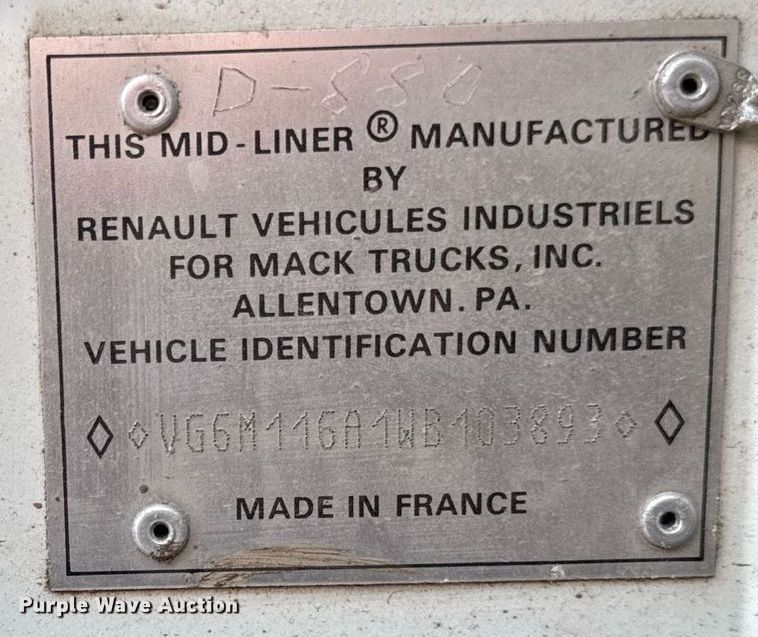 D-880
THIS MID-LINER ® MANUFACTURED
BY
RENAULT VEHICULES INDUSTRIELS
FOR MACK TRUCKS, INC.
ALLENTOWN. PA.
VEHICLE IDENTIFICATION NUMBER
◇ ◇VG6M116A1WB103893◇ ◇
MADE IN FRANCE
Purple Wave Auction